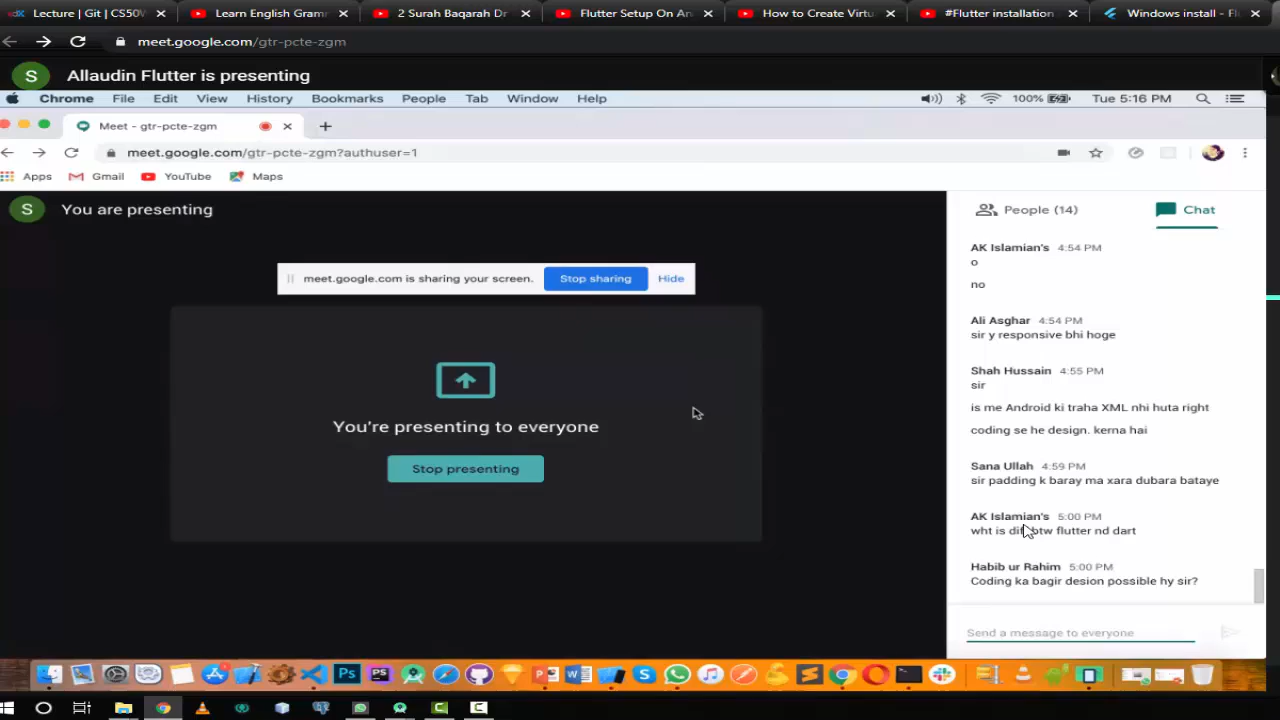 Lecture | Git | CS50
Learn English Gram
2 Surah Baqarah Dr
Flutter Setup On An
How to Create Virtu
#Flutter installation
Windows install - Fl
meet.google.com/gtr-pcte-zgm
S
Allaudin Flutter is presenting
Chrome File Edit View History Bookmarks People Tab Window Help
100%
Tue 5:16 PM
Meet - gtr-pcte-zgm
meet.google.com/gtr-pcte-zgm?authuser=1
Apps Gmail YouTube Maps
S
You are presenting
People (14)
Chat
meet.google.com is sharing your screen.
Stop sharing
Hide
You're presenting to everyone
Stop presenting
AK Islamian's 4:54 PM
o
no
Ali Asghar 4:54 PM
sir y responsive bhi hoge
Shah Hussain 4:55 PM
sir
is me Android ki traha XML nhi huta right
coding se he design. kerna hai
Sana Ullah 4:59 PM
sir padding k baray ma xara dubara bataye
AK Islamian's 5:00 PM
wht is dif btw flutter nd dart
Habib ur Rahim 5:00 PM
Coding ka bagir desion possible hy sir?
Send a message to everyone
Ps
PS